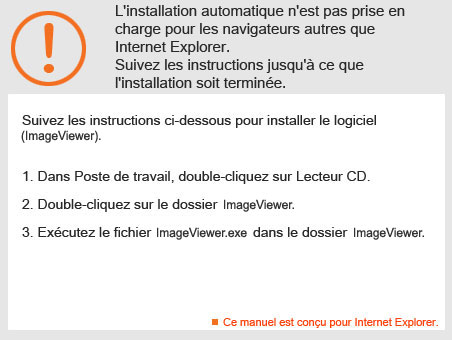 L'installation automatique n'est pas prise en
charge pour les navigateurs autres que
Internet Explorer.
Suivez les instructions jusqu'à ce que
l'installation soit terminée.
Suivez les instructions ci-dessous pour installer le logiciel
(ImageViewer).
1. Dans Poste de travail, double-cliquez sur Lecteur CD.
2. Double-cliquez sur le dossier ImageViewer.
3. Exécutez le fichier ImageViewer.exe dans le dossier ImageViewer.
Ce manuel est conçu pour Internet Explorer.